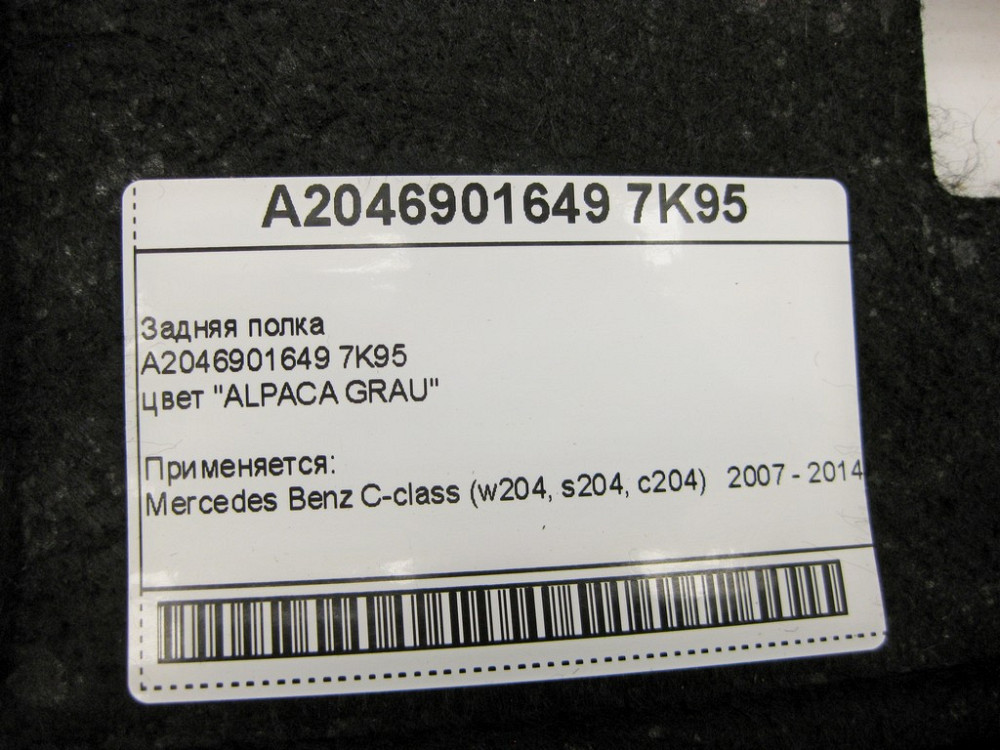 A2046901649 7K95
Задняя полка
A2046901649 7K95
цвет "ALPACA GRAU"
Применяется:
Mercedes Benz C-class (w204, s204, c204) 2007 - 2014